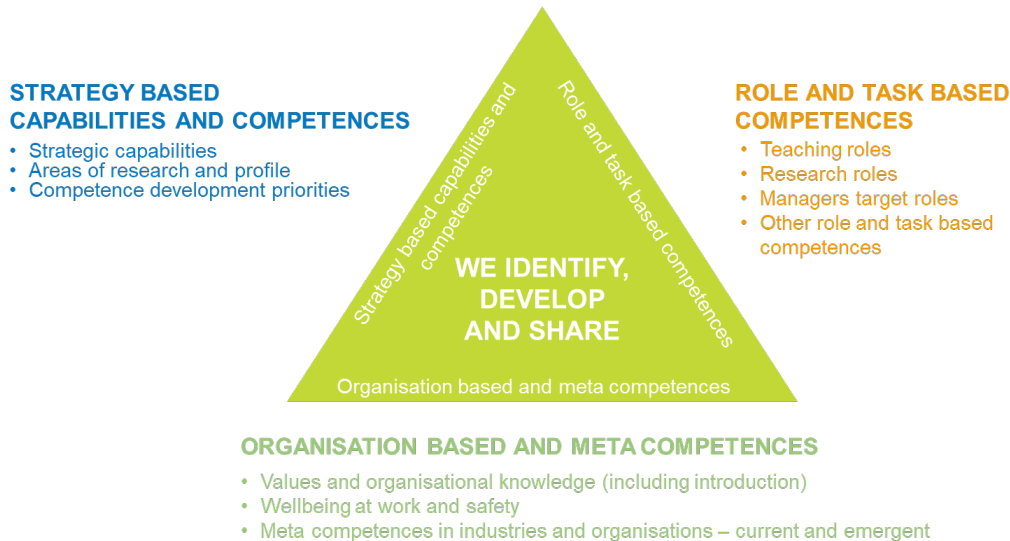 STRATEGY BASED
CAPABILITIES AND COMPETENCES
• Strategic capabilities
• Areas of research and profile
• Competence development priorities
Strategy based capabilities and
competences
Role and task based competences
WE IDENTIFY,
DEVELOP
AND SHARE
Organisation based and meta competences
ROLE AND TASK BASED
COMPETENCES
• Teaching roles
• Research roles
• Managers target roles
• Other role and task based
competences
ORGANISATION BASED AND META COMPETENCES
• Values and organisational knowledge (including introduction)
• Wellbeing at work and safety
• Meta competences in industries and organisations – current and emergent